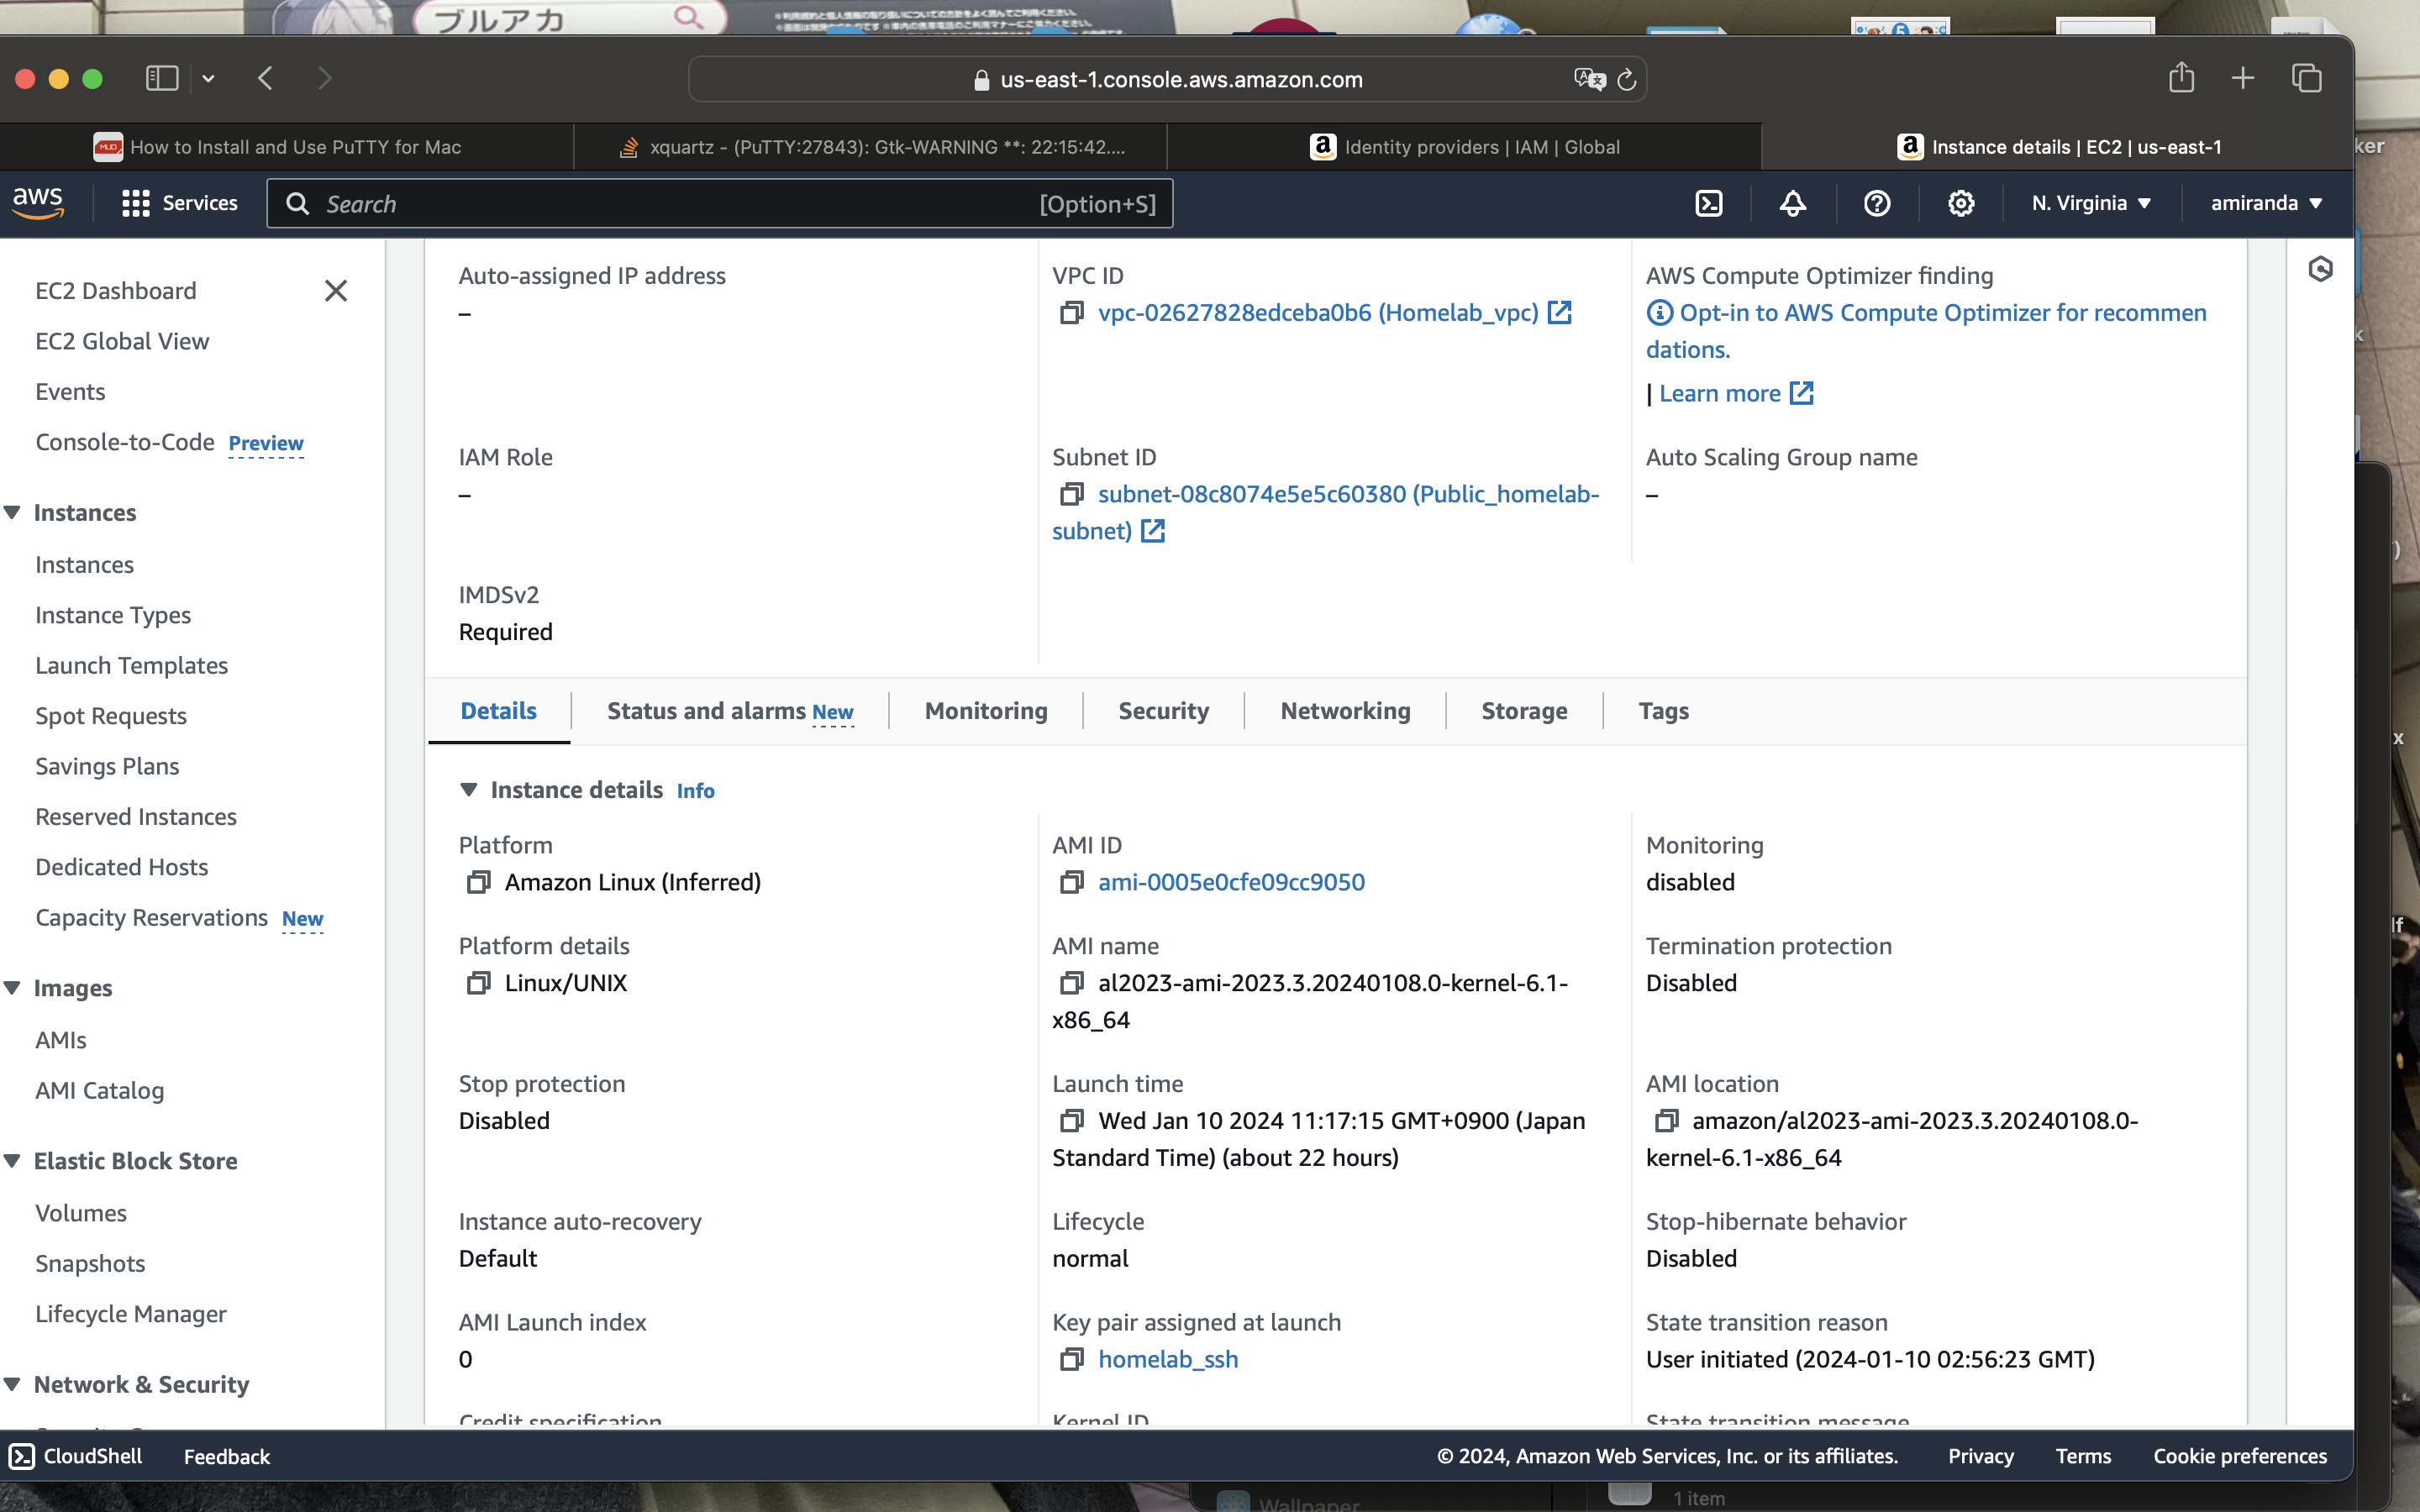 ブルアカ
us-east-1.console.aws.amazon.com
How to Install and Use PuTTY for Mac
xquartz - (PuTTY:27843): Gtk-WARNING **: 22:15:42....
Identity providers | IAM | Global
Instance details | EC2 | us-east-1
aws
Services
Search
[Option+S]
N. Virginia
amiranda
EC2 Dashboard
EC2 Global View
Events
Console-to-Code Preview
Instances
Instances
Instance Types
Launch Templates
Spot Requests
Savings Plans
Reserved Instances
Dedicated Hosts
Capacity Reservations New
Images
AMIs
AMI Catalog
Elastic Block Store
Volumes
Snapshots
Lifecycle Manager
Network & Security
Auto-assigned IP address
–
VPC ID
vpc-02627828edceba0b6 (Homelab_vpc)
AWS Compute Optimizer finding
Opt-in to AWS Compute Optimizer for recommen
dations.
| Learn more
IAM Role
–
Subnet ID
subnet-08c8074e5e5c60380 (Public_homelab-
subnet)
Auto Scaling Group name
–
IMDSv2
Required
Details
Status and alarms New
Monitoring
Security
Networking
Storage
Tags
Instance details Info
Platform
Amazon Linux (Inferred)
AMI ID
ami-0005e0cfe09cc9050
Monitoring
disabled
Platform details
Linux/UNIX
AMI name
al2023-ami-2023.3.20240108.0-kernel-6.1-
x86_64
Termination protection
Disabled
Stop protection
Disabled
Launch time
Wed Jan 10 2024 11:17:15 GMT+0900 (Japan
Standard Time) (about 22 hours)
AMI location
amazon/al2023-ami-2023.3.20240108.0-
kernel-6.1-x86_64
Instance auto-recovery
Default
Lifecycle
normal
Stop-hibernate behavior
Disabled
AMI Launch index
0
Key pair assigned at launch
homelab_ssh
State transition reason
User initiated (2024-01-10 02:56:23 GMT)
Credit specification
Kernel ID
State transition message
CloudShell
Feedback
© 2024, Amazon Web Services, Inc. or its affiliates.
Privacy
Terms
Cookie preferences
Wallpaper
1 item